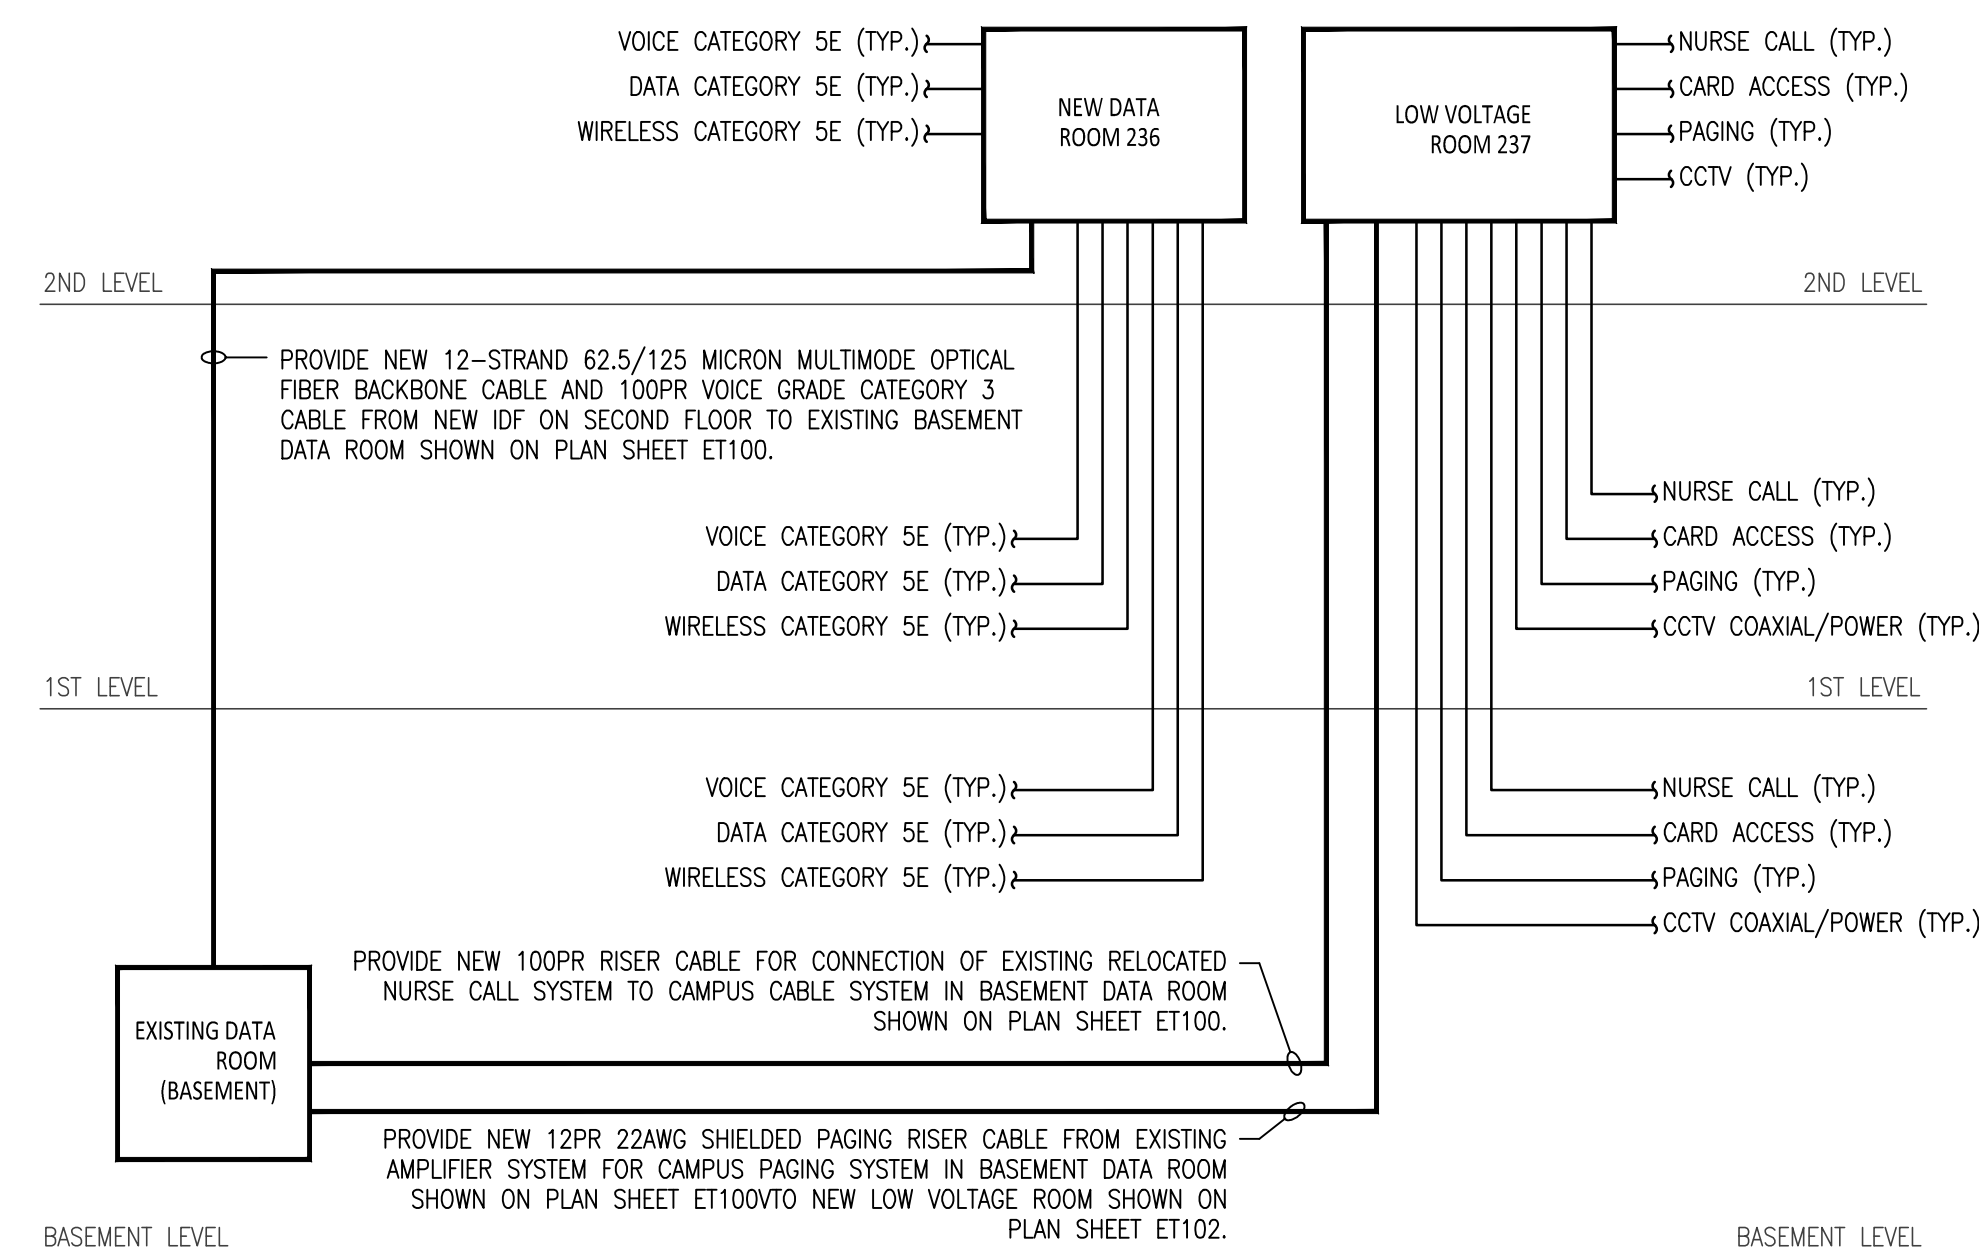 VOICE CATEGORY 5E (TYP.)
DATA CATEGORY 5E (TYP.)
WIRELESS CATEGORY 5E (TYP.)
NEW DATA
ROOM 236
LOW VOLTAGE
ROOM 237
NURSE CALL (TYP.)
CARD ACCESS (TYP.)
PAGING (TYP.)
CCTV (TYP.)
2ND LEVEL
2ND LEVEL
PROVIDE NEW 12-STRAND 62.5/125 MICRON MULTIMODE OPTICAL
FIBER BACKBONE CABLE AND 100PR VOICE GRADE CATEGORY 3
CABLE FROM NEW IDF ON SECOND FLOOR TO EXISTING BASEMENT
DATA ROOM SHOWN ON PLAN SHEET ET100.
VOICE CATEGORY 5E (TYP.)
DATA CATEGORY 5E (TYP.)
WIRELESS CATEGORY 5E (TYP.)
NURSE CALL (TYP.)
CARD ACCESS (TYP.)
PAGING (TYP.)
CCTV COAXIAL/POWER (TYP.)
1ST LEVEL
1ST LEVEL
VOICE CATEGORY 5E (TYP.)
DATA CATEGORY 5E (TYP.)
WIRELESS CATEGORY 5E (TYP.)
NURSE CALL (TYP.)
CARD ACCESS (TYP.)
PAGING (TYP.)
CCTV COAXIAL/POWER (TYP.)
PROVIDE NEW 100PR RISER CABLE FOR CONNECTION OF EXISTING RELOCATED
NURSE CALL SYSTEM TO CAMPUS CABLE SYSTEM IN BASEMENT DATA ROOM
SHOWN ON PLAN SHEET ET100.
EXISTING DATA
ROOM
(BASEMENT)
PROVIDE NEW 12PR 22AWG SHIELDED PAGING RISER CABLE FROM EXISTING
AMPLIFIER SYSTEM FOR CAMPUS PAGING SYSTEM IN BASEMENT DATA ROOM
SHOWN ON PLAN SHEET ET100VTO NEW LOW VOLTAGE ROOM SHOWN ON
PLAN SHEET ET102.
BASEMENT LEVEL
BASEMENT LEVEL